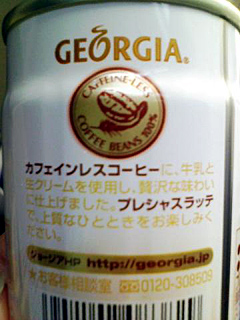 GEORGIA®
CAFFEINE-LESS
COFFEE BEANS 100%
カフェインレスコーヒーに、牛乳と
生クリームを使用し、贅沢な味わい
に仕上げました。プレシャスラッテ
で、上質なひとときをお楽しみくだ
さい。
ジョージアHP http://georgia.jp
お客様相談室 0120-308509